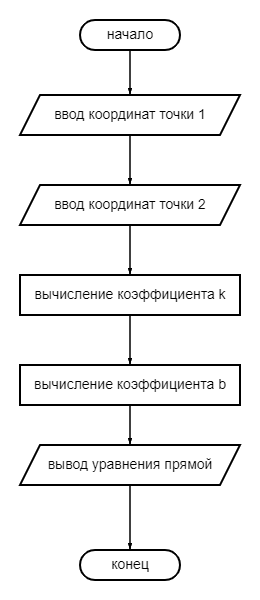 начало
ввод координат точки 1
ввод координат точки 2
вычисление коэффициента k
вычисление коэффициента b
вывод уравнения прямой
конец